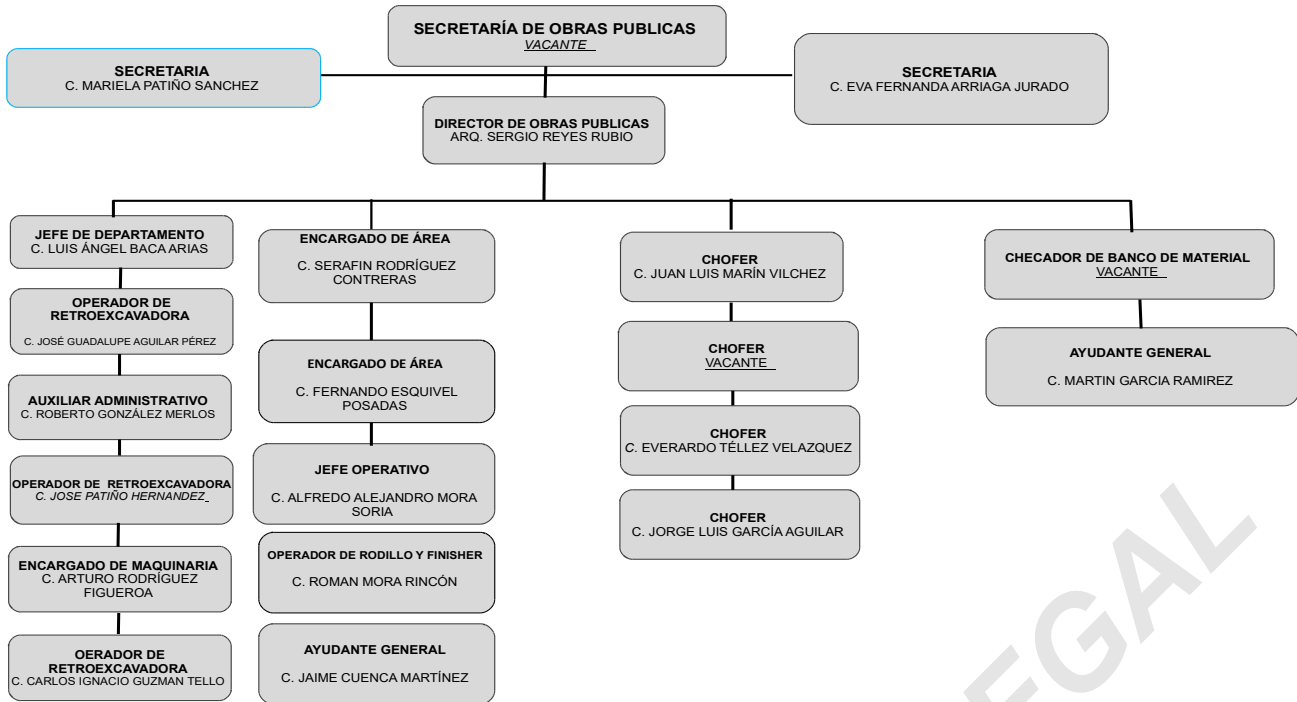 SECRETARÍA DE OBRAS PUBLICAS
VACANTE
SECRETARIA
C. MARIELA PATIÑO SANCHEZ
SECRETARIA
C. EVA FERNANDA ARRIAGA JURADO
DIRECTOR DE OBRAS PUBLICAS
ARQ. SERGIO REYES RUBIO
JEFE DE DEPARTAMENTO
C. LUIS ÁNGEL BACA ARIAS
OPERADOR DE
RETROEXCAVADORA
C. JOSÉ GUADALUPE AGUILAR PÉREZ
AUXILIAR ADMINISTRATIVO
C. ROBERTO GONZÁLEZ MERLOS
OPERADOR DE RETROEXCAVADORA
C. JOSE PATIÑO HERNANDEZ
ENCARGADO DE MAQUINARIA
C. ARTURO RODRÍGUEZ
FIGUEROA
OERADOR DE
RETROEXCAVADORA
C. CARLOS IGNACIO GUZMAN TELLO
ENCARGADO DE ÁREA
C. SERAFIN RODRÍGUEZ
CONTRERAS
ENCARGADO DE ÁREA
C. FERNANDO ESQUIVEL
POSADAS
JEFE OPERATIVO
C. ALFREDO ALEJANDRO MORA
SORIA
OPERADOR DE RODILLO Y FINISHER
C. ROMAN MORA RINCÓN
AYUDANTE GENERAL
C. JAIME CUENCA MARTÍNEZ
CHOFER
C. JUAN LUIS MARÍN VILCHEZ
CHOFER
VACANTE
CHOFER
C. EVERARDO TÉLLEZ VELAZQUEZ
CHOFER
C. JORGE LUIS GARCÍA AGUILAR
CHECADOR DE BANCO DE MATERIAL
VACANTE
AYUDANTE GENERAL
C. MARTIN GARCIA RAMIREZ
EGAL